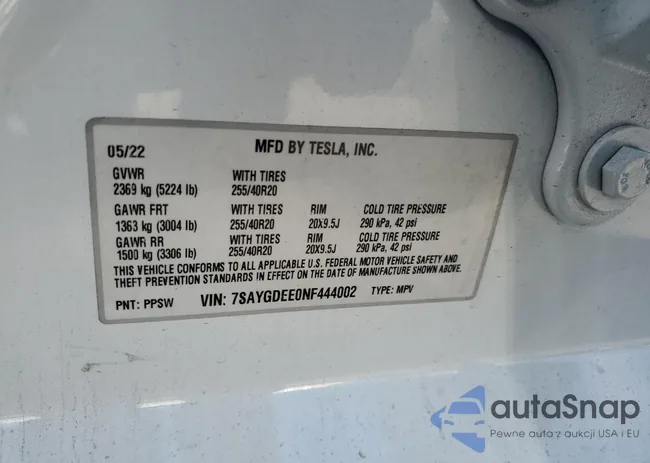 05/22 MFD BY TESLA, INC.
GVWR WITH TIRES
2369 kg (5224 lb) 255/40R20
GAWR FRT WITH TIRES RIM COLD TIRE PRESSURE
1363 kg (3004 lb) 255/40R20 20X9.5J 290 kPa, 42 psi
GAWR RR WITH TIRES RIM COLD TIRE PRESSURE
1500 kg (3306 lb) 255/40R20 20X9.5J 290 kPa, 42 psi
THIS VEHICLE CONFORMS TO ALL APPLICABLE U.S. FEDERAL MOTOR VEHICLE SAFETY AND
THEFT PREVENTION STANDARDS IN EFFECT ON THE DATE OF MANUFACTURE SHOWN ABOVE.
PNT: PPSW VIN: 7SAYGDEE0NF444002 TYPE: MPV
autaSnap
Pewne auta z aukcji USA i EU